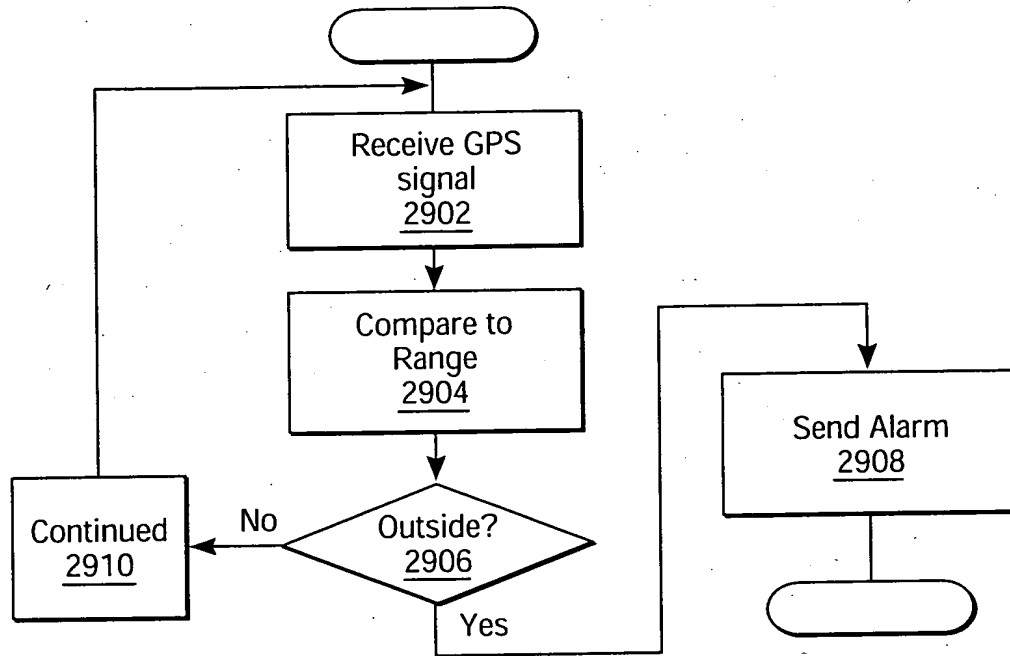 Receive GPS
signal
2902
Compare to
Range
2904
Outside?
2906
No
Continued
2910
Yes
Send Alarm
2908